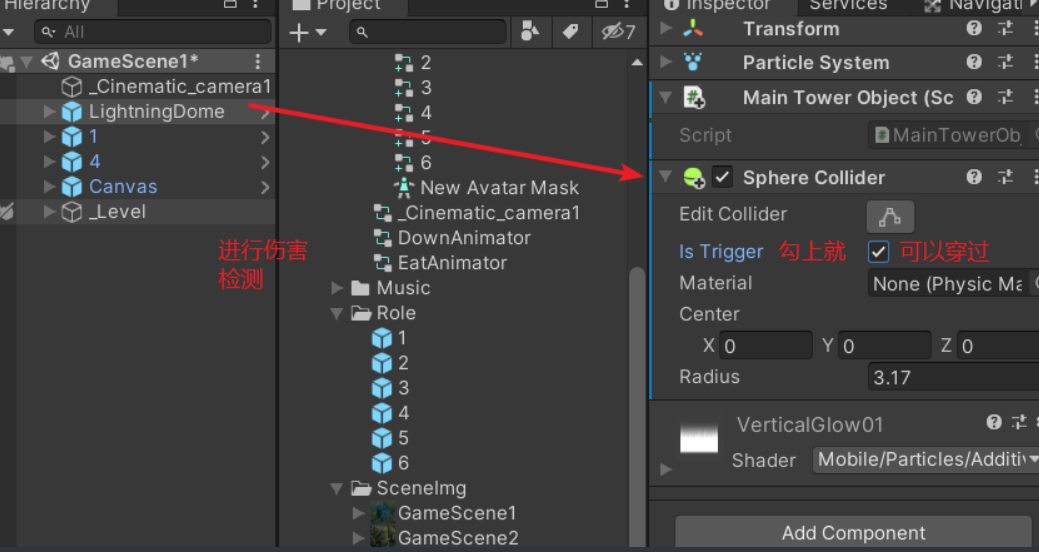 Hierarchy
All
GameScene1*
_Cinematic_camera1
LightningDome
1
4
Canvas
_Level
Project
7
2
3
4
5
6
New Avatar Mask
_Cinematic_camera1
DownAnimator
EatAnimator
Music
Role
1
2
3
4
5
6
SceneImg
GameScene1
GameScene2
进行伤害
检测
Inspector
Services
Navigati
Transform
Particle System
Main Tower Object (Sc
Script
MainTowerOb
Sphere Collider
Edit Collider
Is Trigger 勾上就 可以穿过
Material
None (Physic Ma
Center
X 0 Y 0 Z 0
Radius
3.17
VerticalGlow01
Shader
Mobile/Particles/Additiv
Add Component